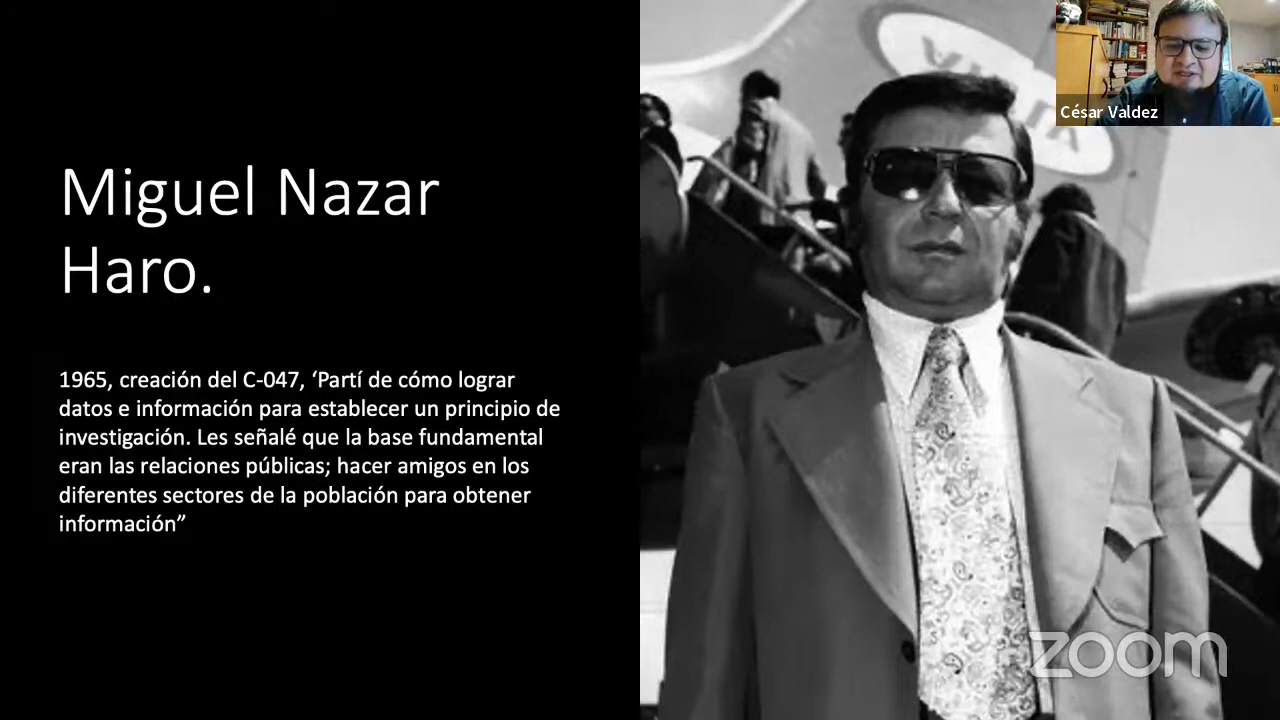 César Valdez
Miguel Nazar
Haro.
1965, creación del C-047, ‘Partí de cómo lograr
datos e información para establecer un principio de
investigación. Les señalé que la base fundamental
eran las relaciones públicas; hacer amigos en los
diferentes sectores de la población para obtener
información”
zoom